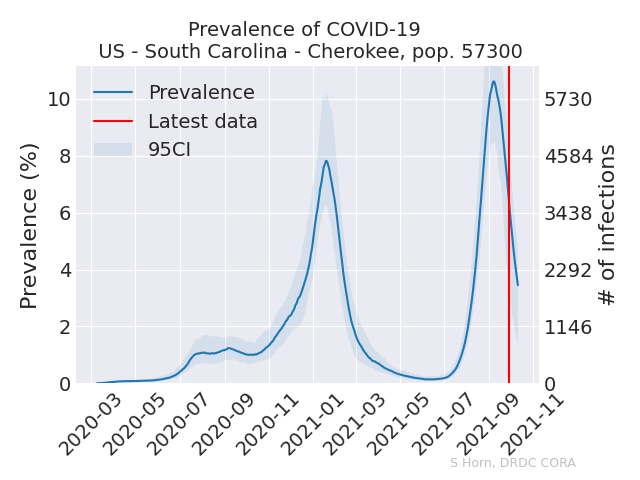 Prevalence of COVID-19
US - South Carolina - Cherokee, pop. 57300
Prevalence
Latest data
95CI
Prevalence (%)
10
8
6
4
2
0
5730
4584
3438
2292
1146
0
# of infections
2020-03
2020-05
2020-07
2020-09
2020-11
2021-01
2021-03
2021-05
2021-07
2021-09
2021-11
S Horn, DRDC CORA